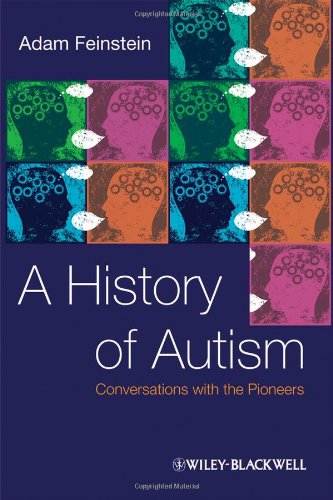 Adam Feinstein
A History
of Autism
Conversations with the Pioneers
WILEY-BLACKWELL